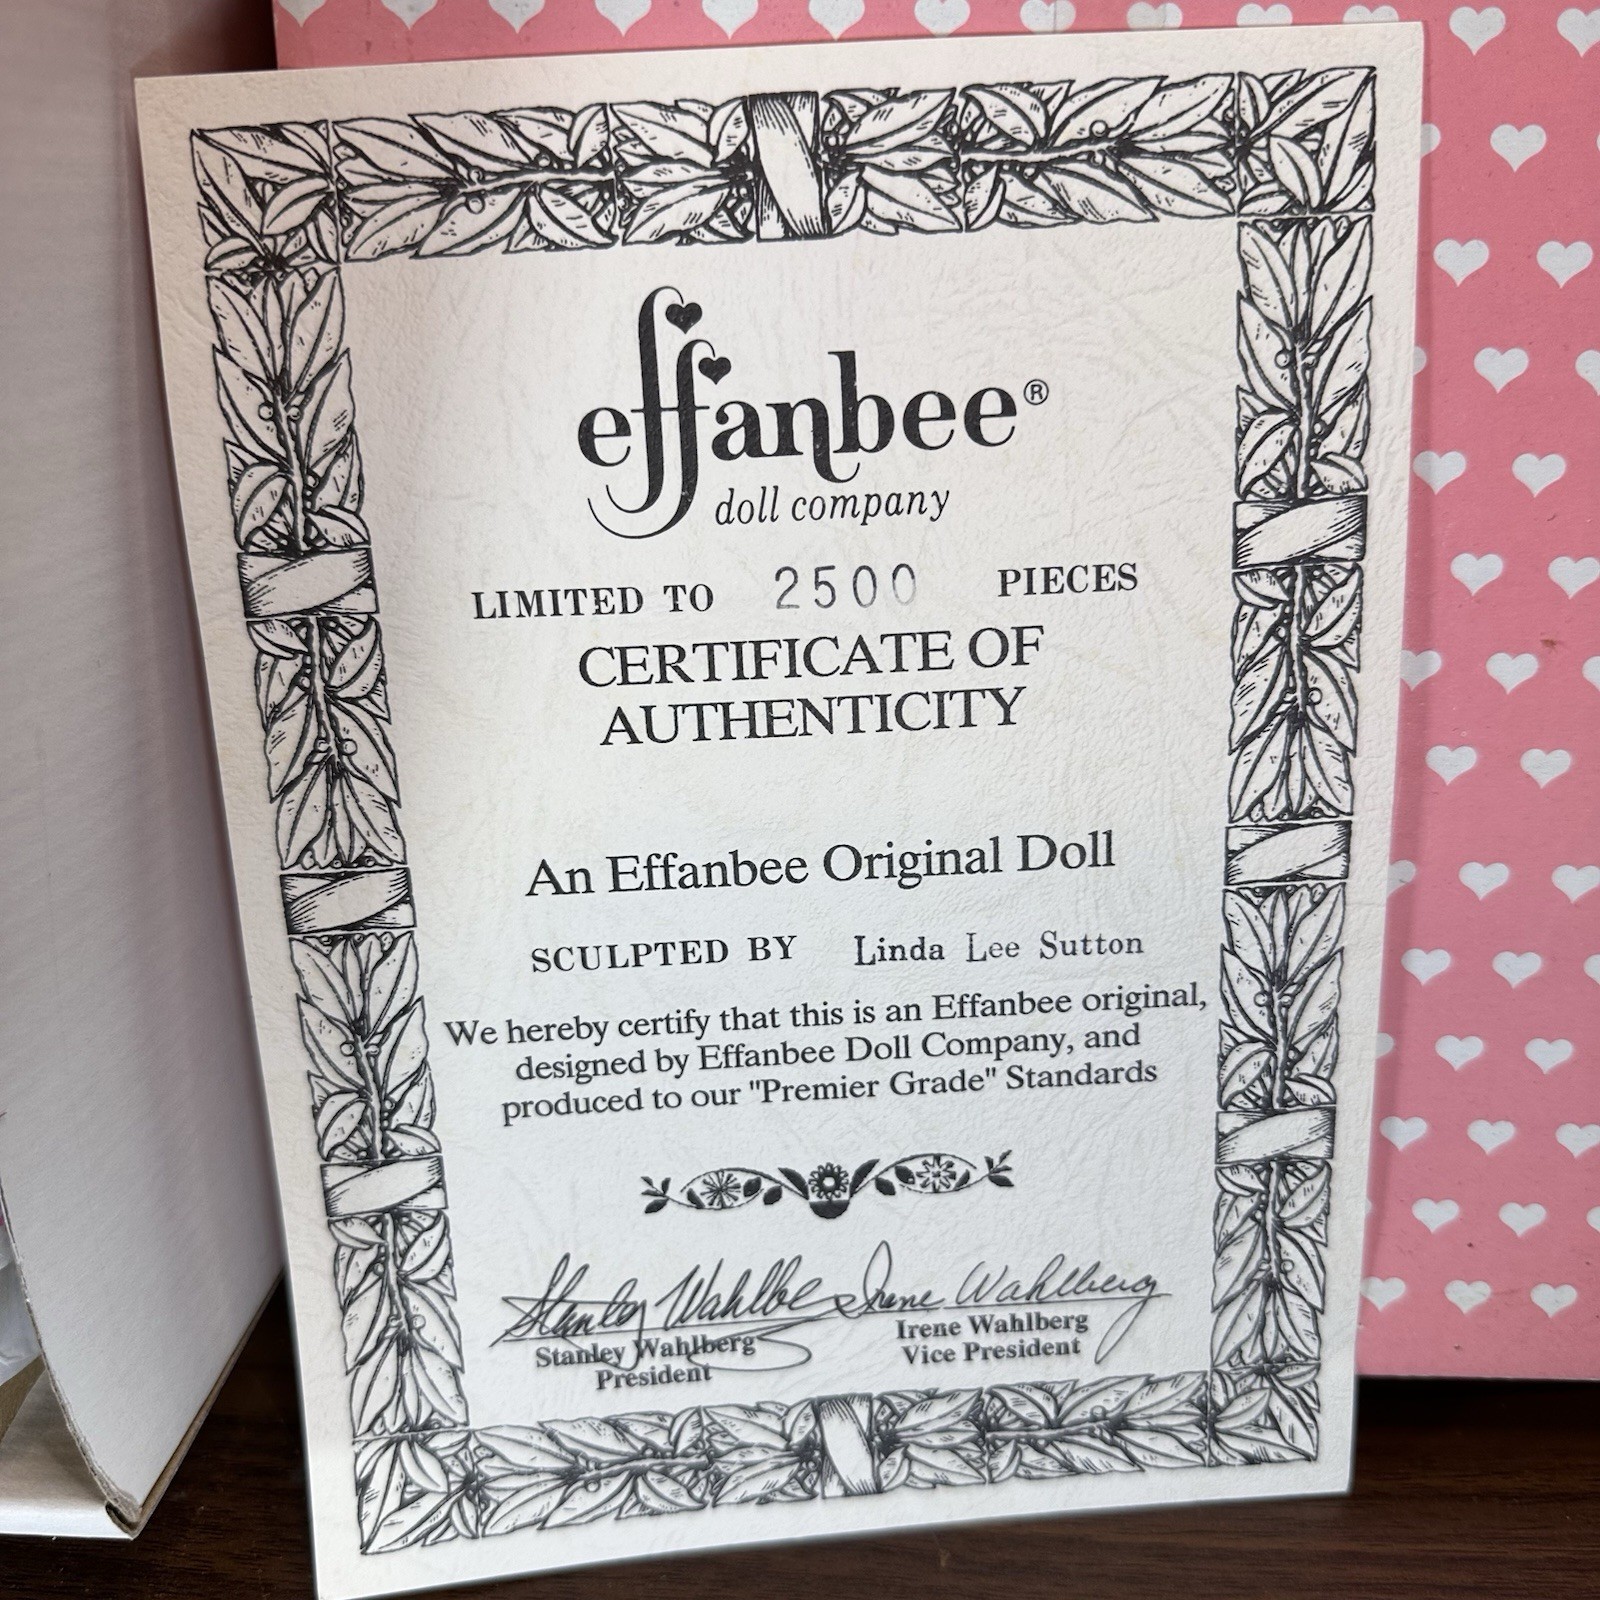 effanbee®
doll company
LIMITED TO 2500 PIECES
CERTIFICATE OF
AUTHENTICITY
An Effanbee Original Doll
SCULPTED BY Linda Lee Sutton
We hereby certify that this is an Effanbee original,
designed by Effanbee Doll Company, and
produced to our "Premier Grade" Standards
Stanley Wahlberg Irene Wahlberg
Stanley Wahlberg
President
Irene Wahlberg
Vice President